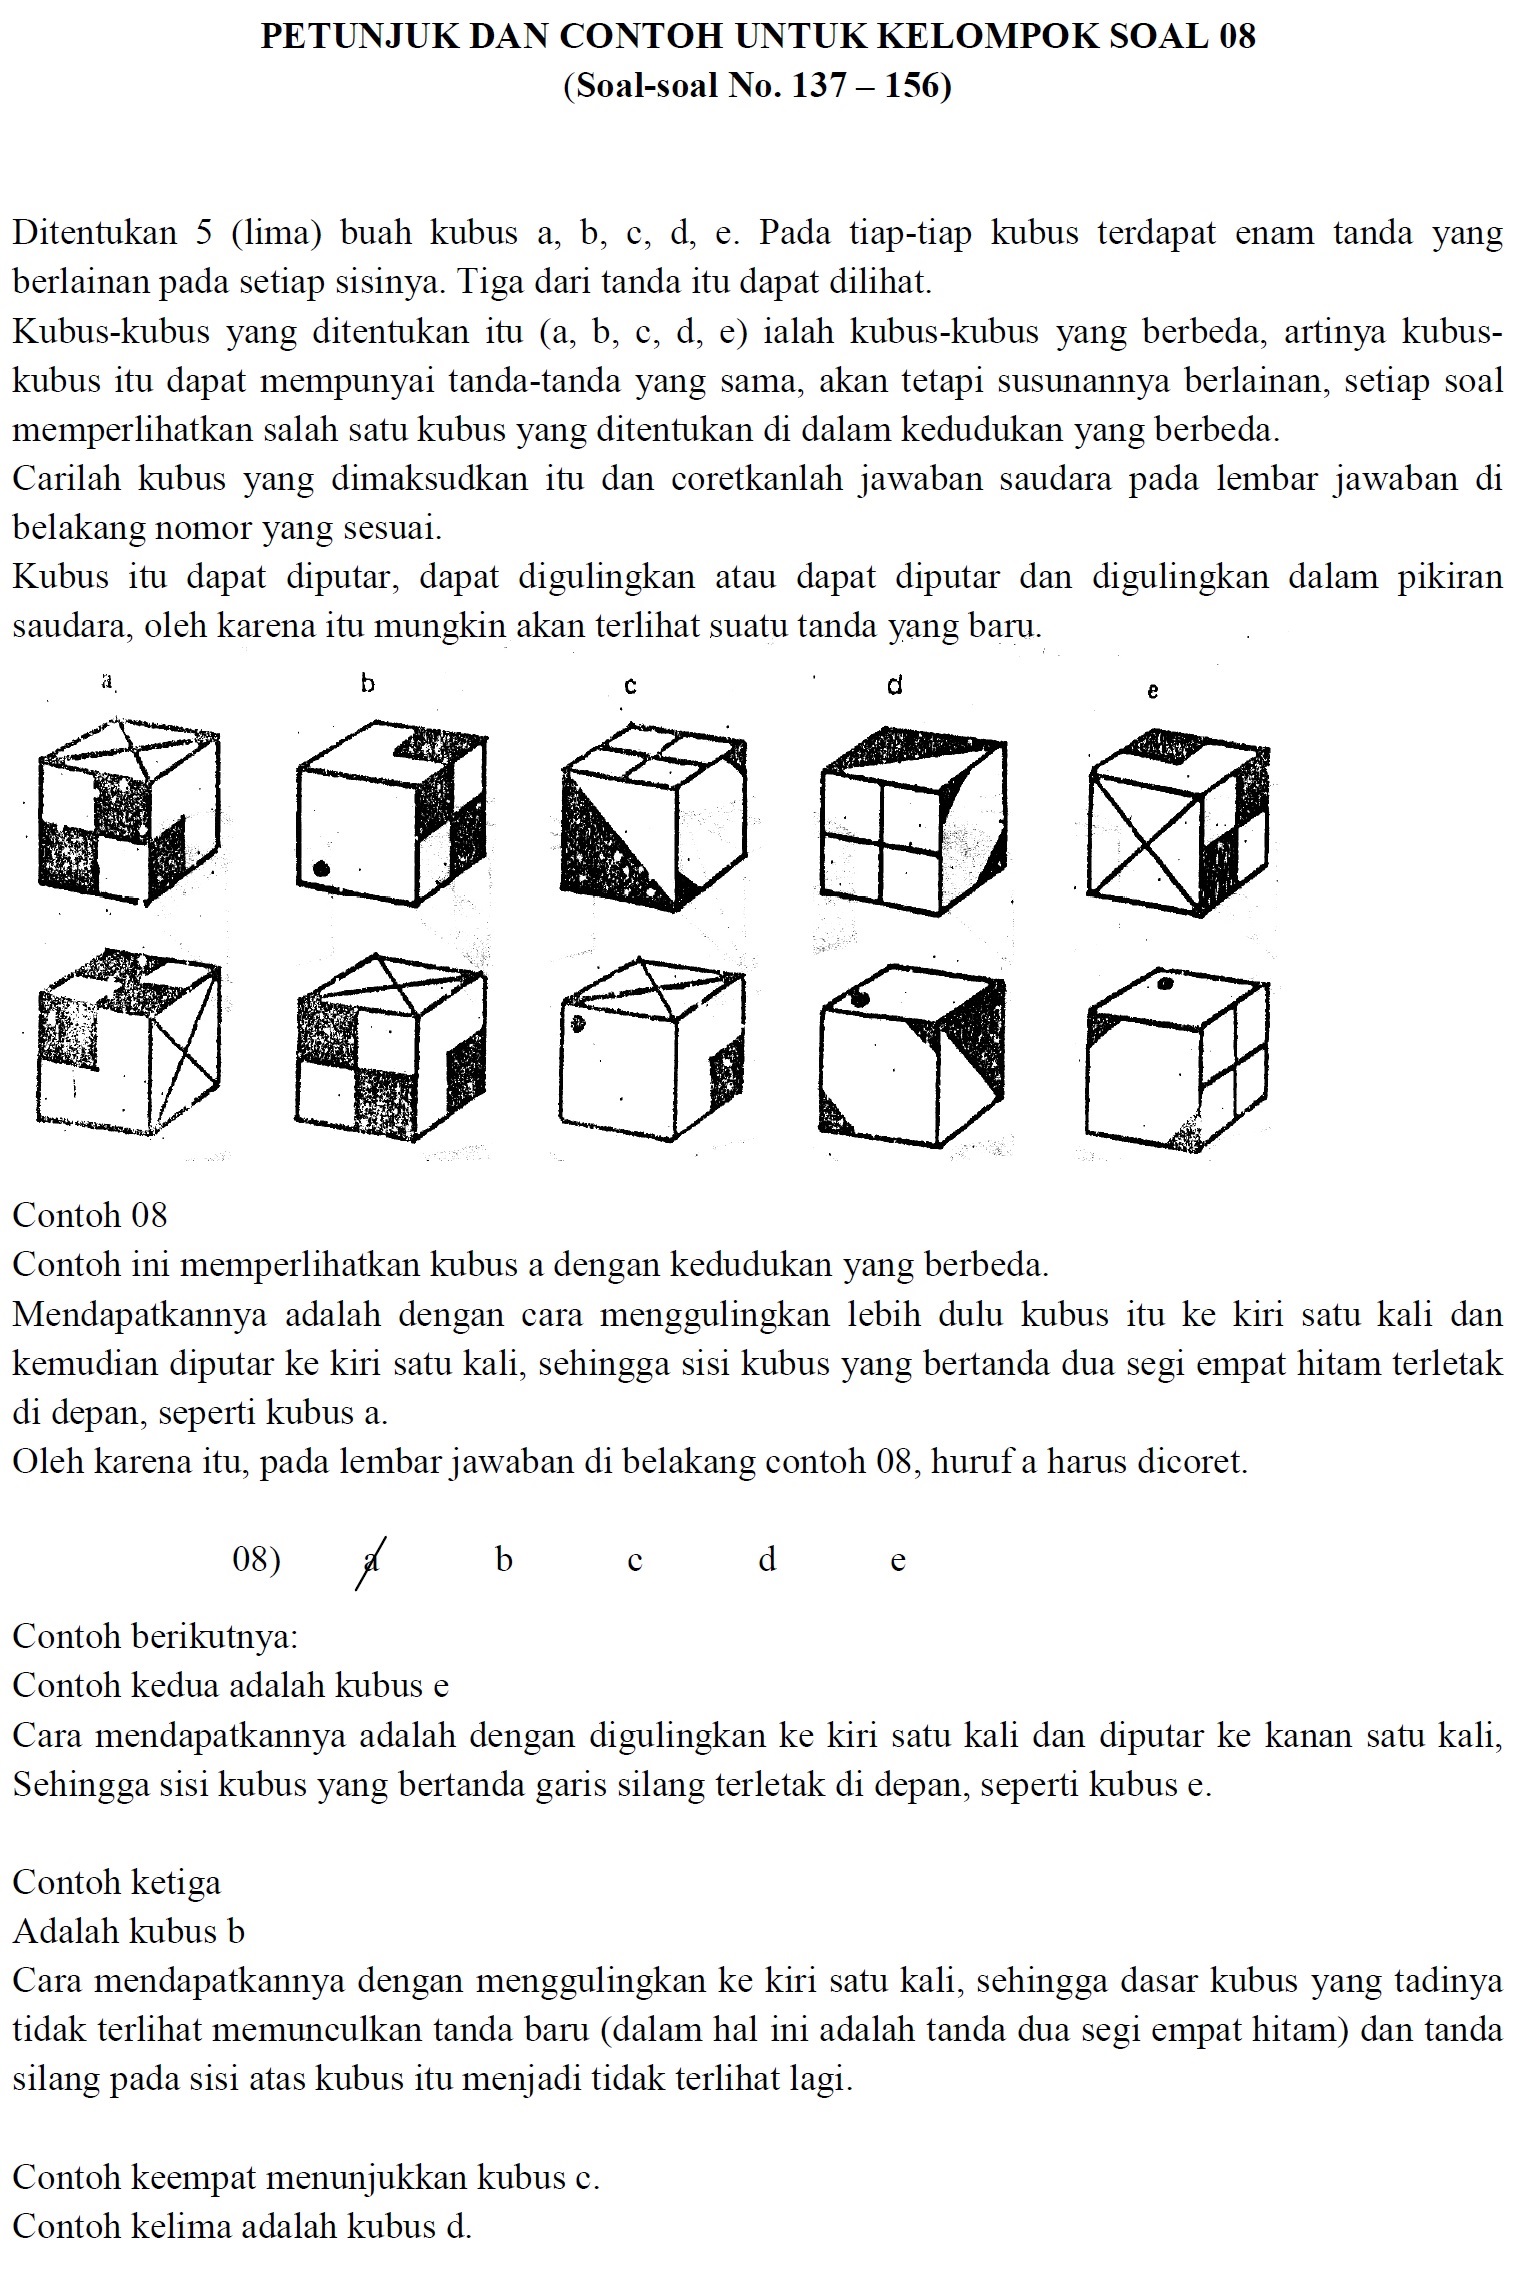 PETUNJUK DAN CONTOH UNTUK KELOMPOK SOAL 08
(Soal-soal No. 137 – 156)
Ditentukan 5 (lima) buah kubus a, b, c, d, e. Pada tiap-tiap kubus terdapat enam tanda yang
berlainan pada setiap sisinya. Tiga dari tanda itu dapat dilihat.
Kubus-kubus yang ditentukan itu (a, b, c, d, e) ialah kubus-kubus yang berbeda, artinya kubus-
kubus itu dapat mempunyai tanda-tanda yang sama, akan tetapi susunannya berlainan, setiap soal
memperlihatkan salah satu kubus yang ditentukan di dalam kedudukan yang berbeda.
Carilah kubus yang dimaksudkan itu dan coretkanlah jawaban saudara pada lembar jawaban di
belakang nomor yang sesuai.
Kubus itu dapat diputar, dapat digulingkan atau dapat diputar dan digulingkan dalam pikiran
saudara, oleh karena itu mungkin akan terlihat suatu tanda yang baru.
a b c d e
Contoh 08
Contoh ini memperlihatkan kubus a dengan kedudukan yang berbeda.
Mendapatkannya adalah dengan cara menggulingkan lebih dulu kubus itu ke kiri satu kali dan
kemudian diputar ke kiri satu kali, sehingga sisi kubus yang bertanda dua segi empat hitam terletak
di depan, seperti kubus a.
Oleh karena itu, pada lembar jawaban di belakang contoh 08, huruf a harus dicoret.
08) a b c d e
Contoh berikutnya:
Contoh kedua adalah kubus e
Cara mendapatkannya adalah dengan digulingkan ke kiri satu kali dan diputar ke kanan satu kali,
Sehingga sisi kubus yang bertanda garis silang terletak di depan, seperti kubus e.
Contoh ketiga
Adalah kubus b
Cara mendapatkannya dengan menggulingkan ke kiri satu kali, sehingga dasar kubus yang tadinya
tidak terlihat memunculkan tanda baru (dalam hal ini adalah tanda dua segi empat hitam) dan tanda
silang pada sisi atas kubus itu menjadi tidak terlihat lagi.
Contoh keempat menunjukkan kubus c.
Contoh kelima adalah kubus d.